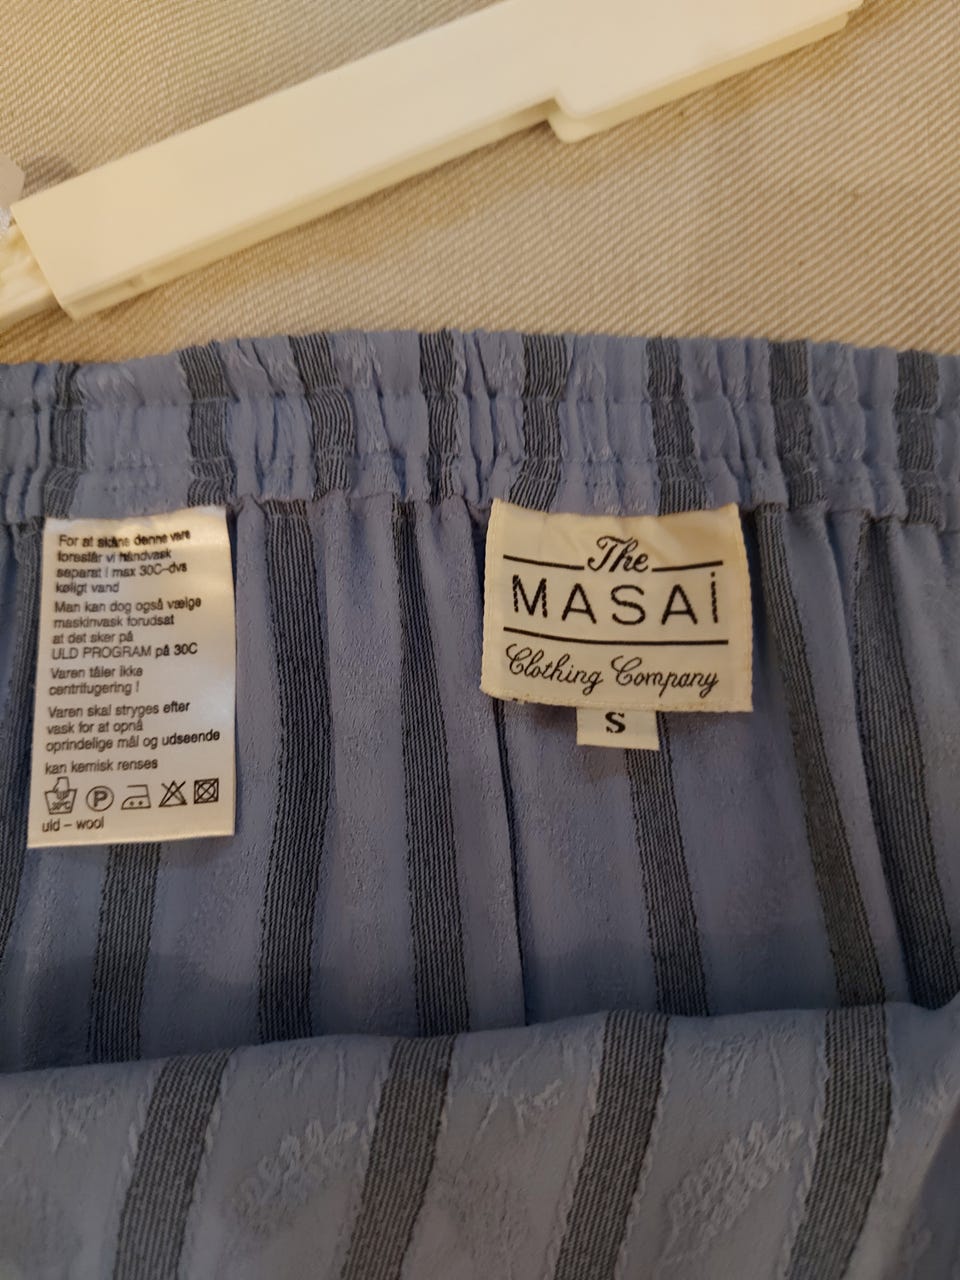 For at skåne denne vare
foreslår vi håndvask
separat i max 30C-dvs
køligt vand
Man kan dog også vælge
maskinvask forudsat
at det sker på
ULD PROGRAM på 30C
Varen tåler ikke
centrifugering !
Varen skal stryges efter
vask for at opnå
oprindelige mål og udseende
kan kemisk renses
30°C P
uld – wool
The
MASAI
Clothing Company
S